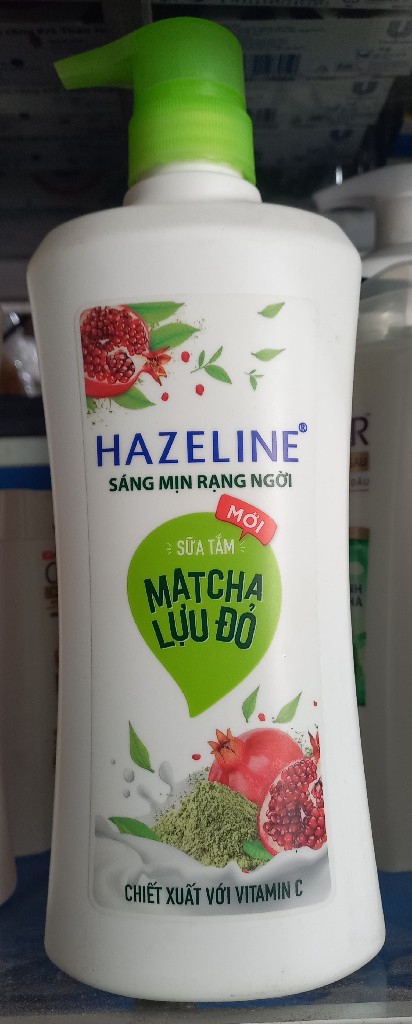 HAZELINE®
SÁNG MỊN RẠNG NGỜI
MỚI
SỮA TẮM
MATCHA
LỰU ĐỎ
CHIẾT XUẤT VỚI VITAMIN C